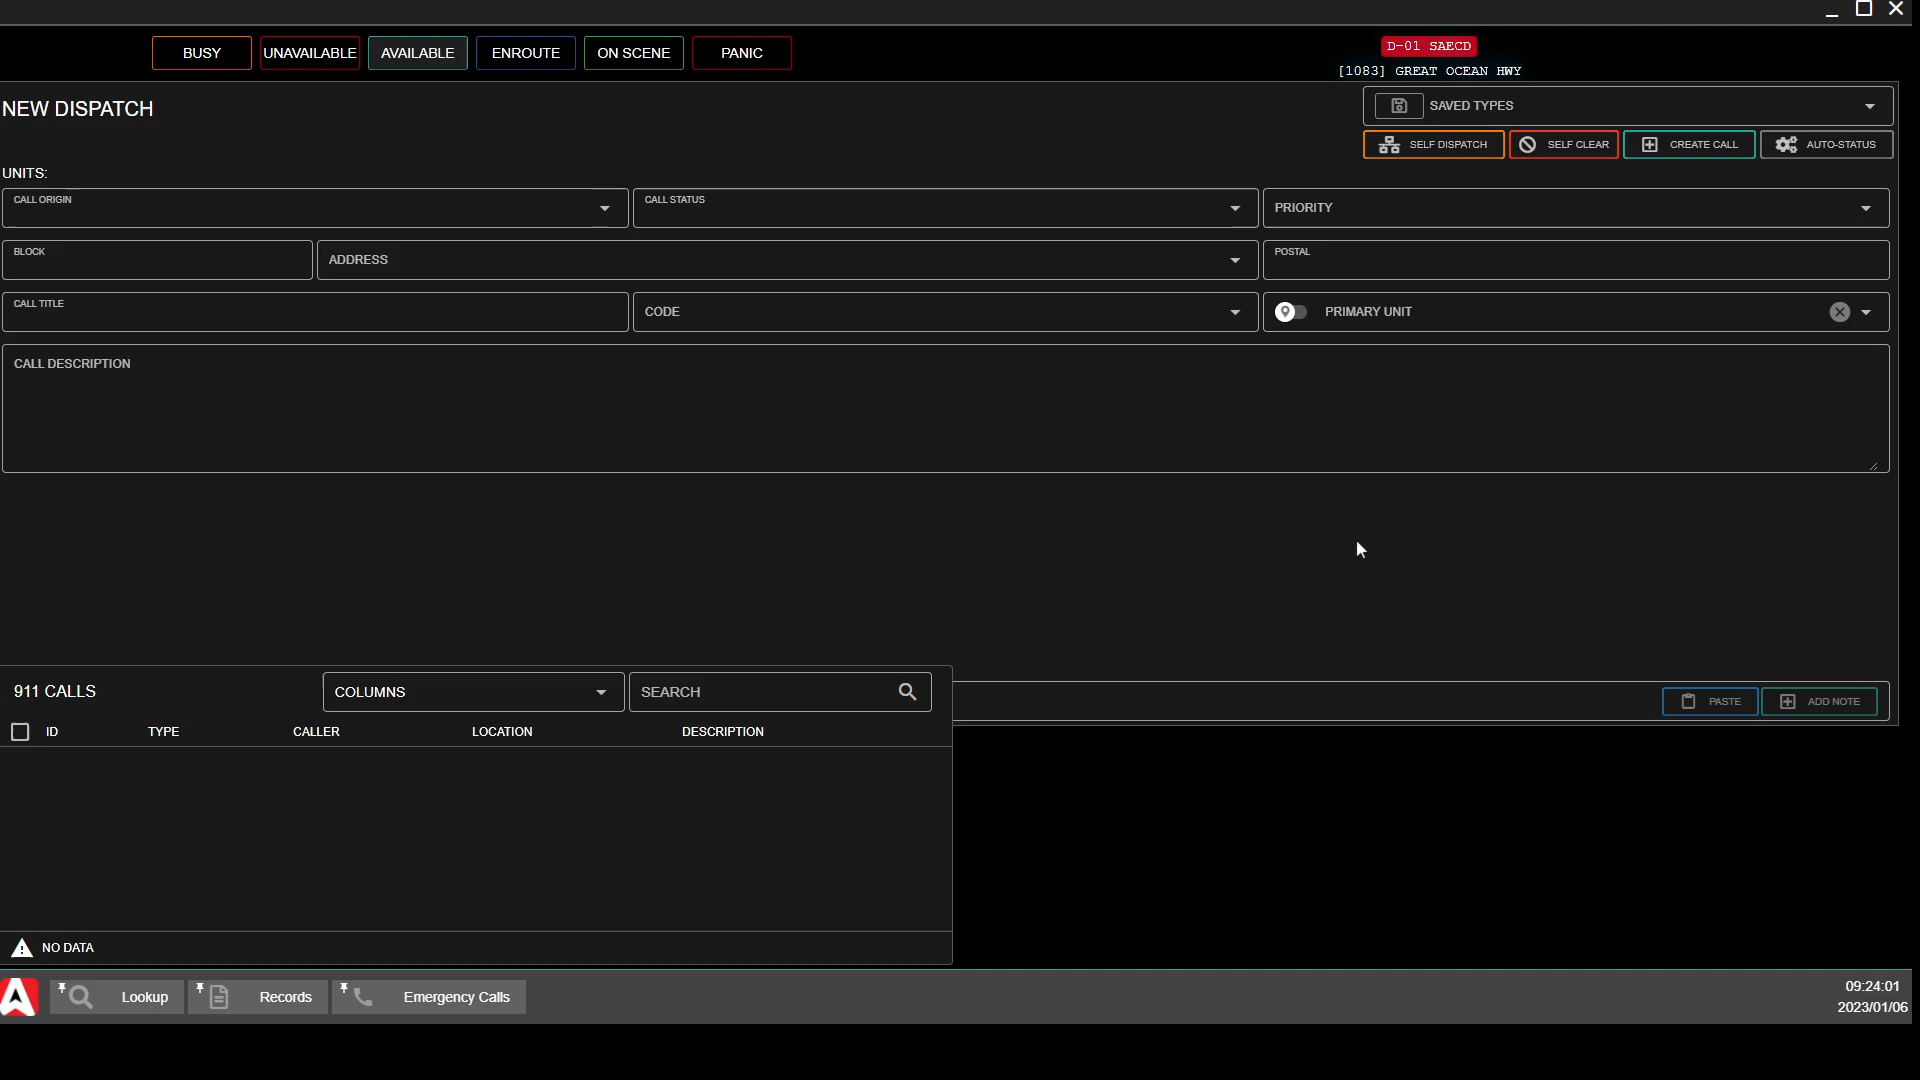 BUSY UNAVAILABLE AVAILABLE ENROUTE ON SCENE PANIC
D-01 SAECD
[1083] GREAT OCEAN HWY
NEW DISPATCH
SAVED TYPES
SELF DISPATCH SELF CLEAR CREATE CALL AUTO-STATUS
UNITS:
CALL ORIGIN CALL STATUS PRIORITY
BLOCK ADDRESS POSTAL
CALL TITLE CODE PRIMARY UNIT
CALL DESCRIPTION
911 CALLS COLUMNS SEARCH
PASTE ADD NOTE
ID TYPE CALLER LOCATION DESCRIPTION
NO DATA
Lookup Records Emergency Calls
09:24:01
2023/01/06